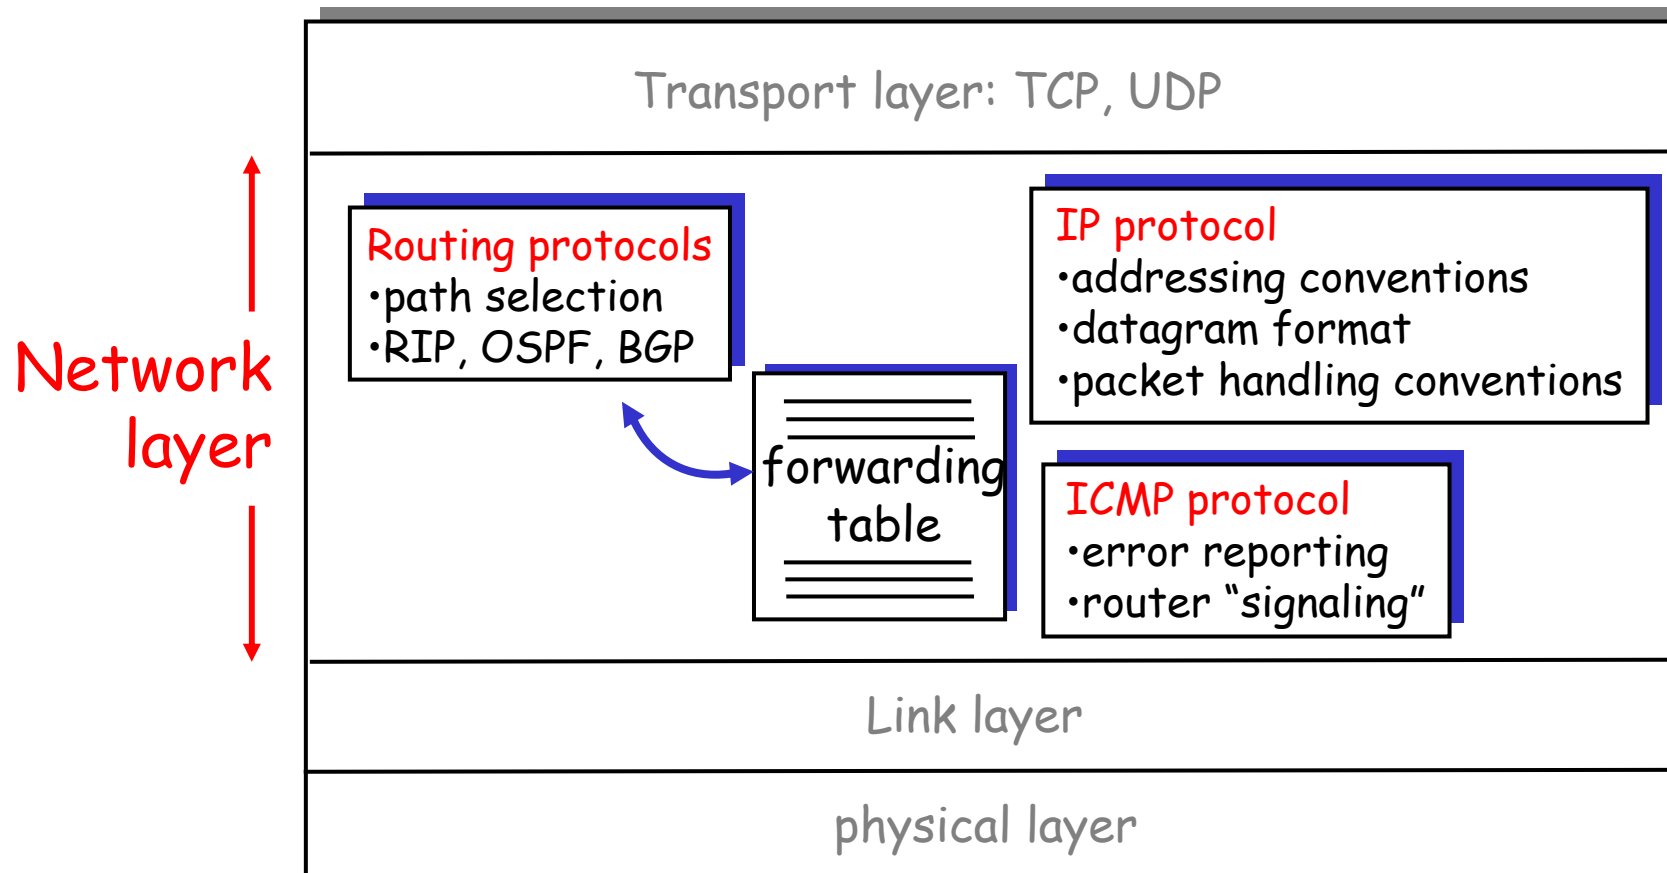 Transport layer: TCP, UDP
Network
layer
Routing protocols
•path selection
•RIP, OSPF, BGP
forwarding
table
IP protocol
•addressing conventions
•datagram format
•packet handling conventions
ICMP protocol
•error reporting
•router “signaling”
Link layer
physical layer